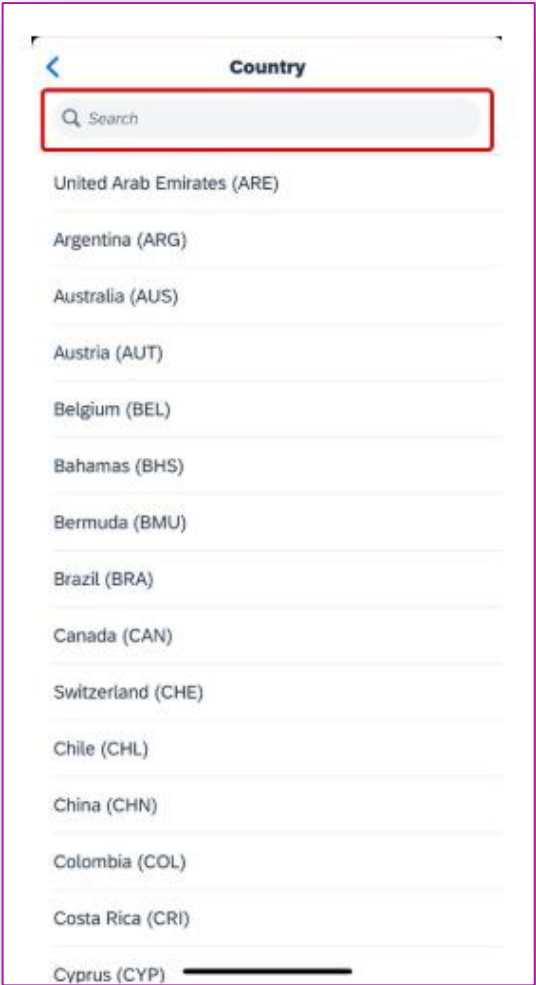 Country
Search
United Arab Emirates (ARE)
Argentina (ARG)
Australia (AUS)
Austria (AUT)
Belgium (BEL)
Bahamas (BHS)
Bermuda (BMU)
Brazil (BRA)
Canada (CAN)
Switzerland (CHE)
Chile (CHL)
China (CHN)
Colombia (COL)
Costa Rica (CRI)
Cyprus (CYP)